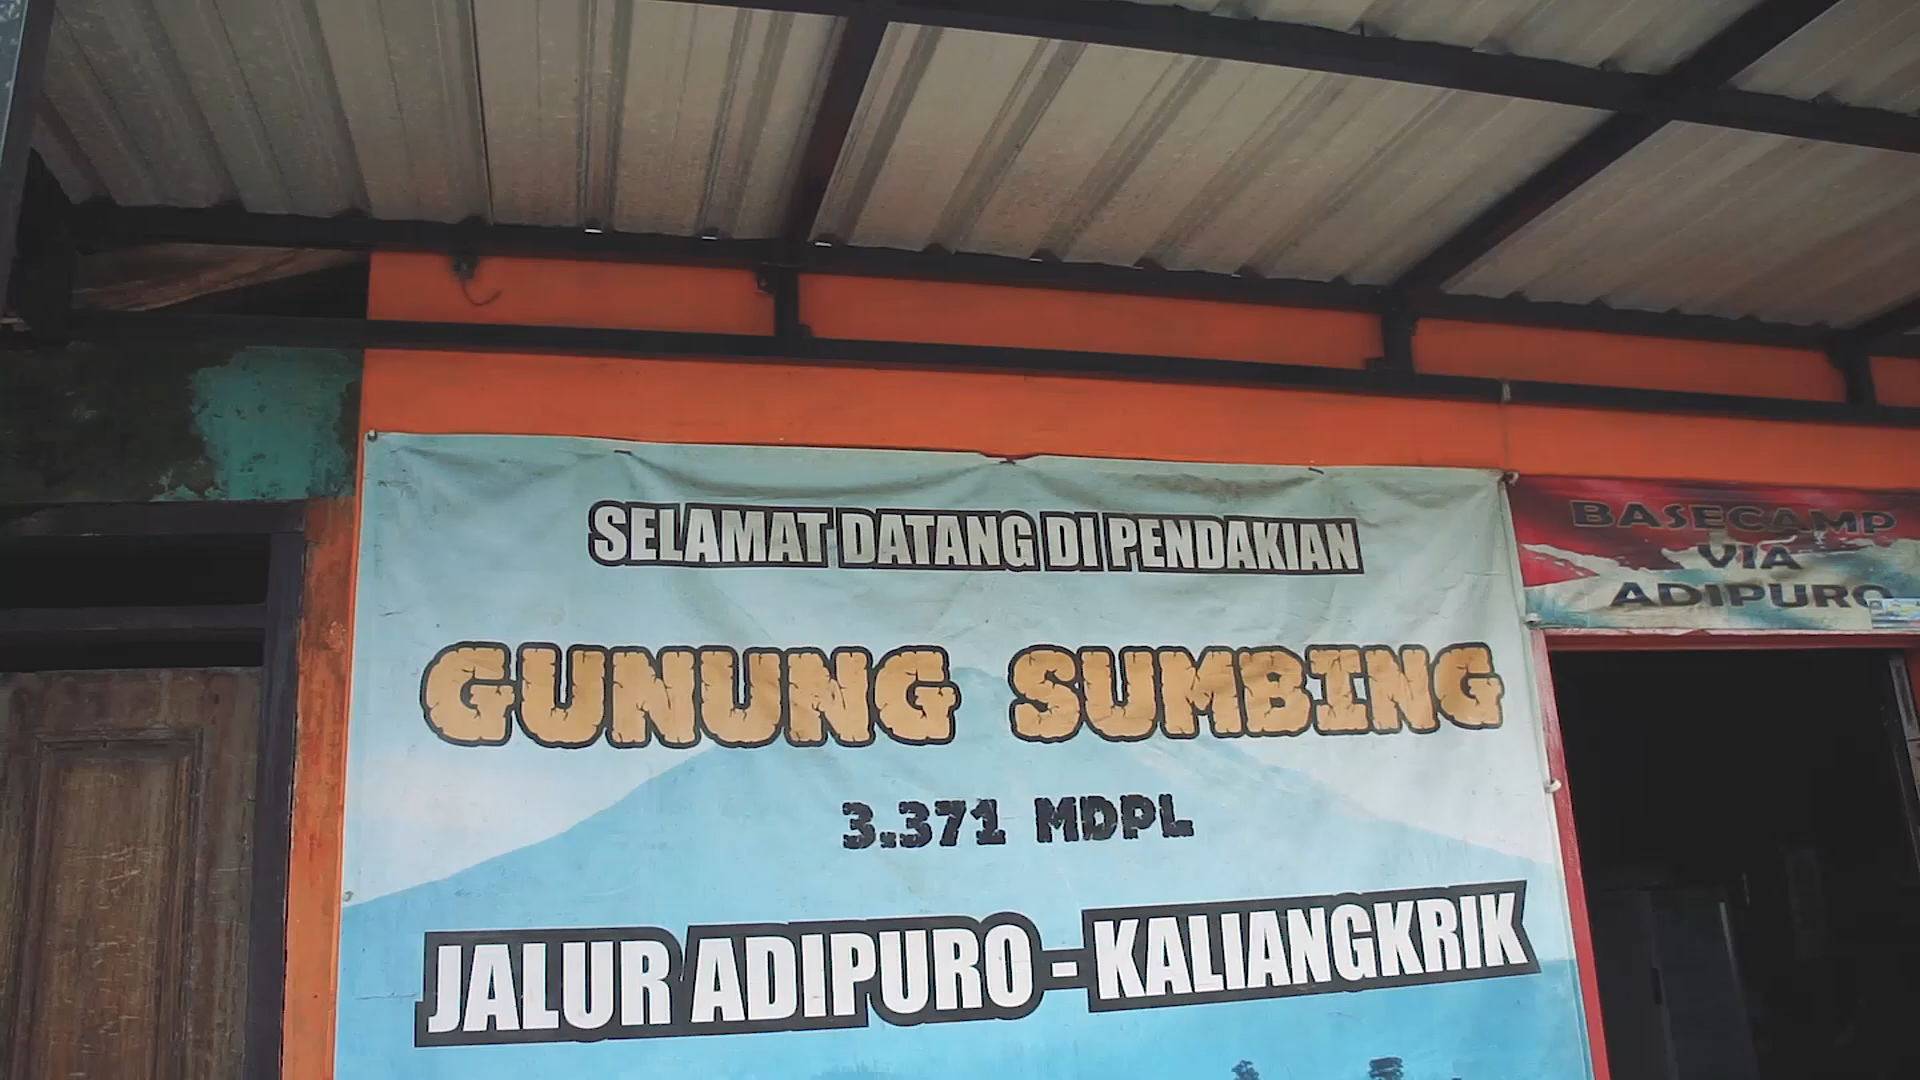 SELAMAT DATANG DI PENDAKIAN
GUNUNG SUMBING
3.371 MDPL
JALUR ADIPURO - KALIANGKRIK
BASECAMP
VIA
ADIPURO